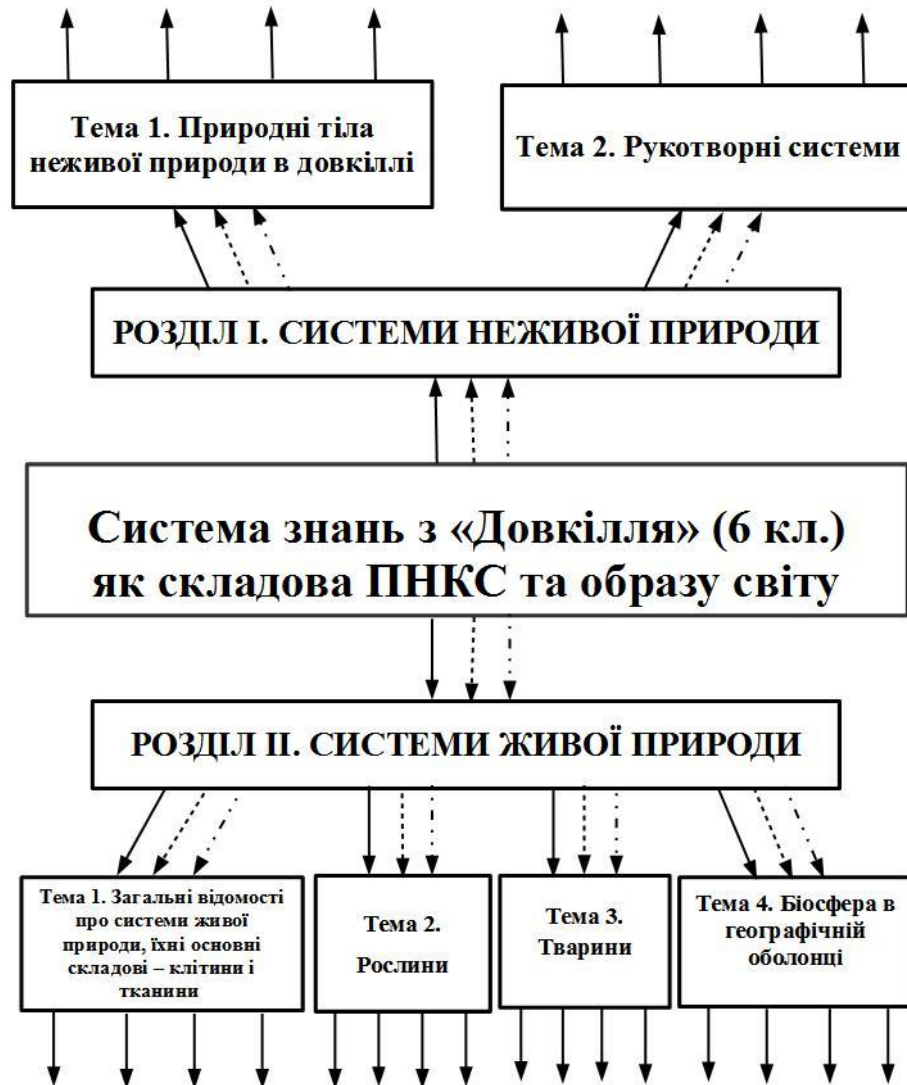 Тема 1. Природні тіла
неживої природи в довкіллі
Тема 2. Рукотворні системи
РОЗДІЛ І. СИСТЕМИ НЕЖИВОЇ ПРИРОДИ
Система знань з «Довкілля» (6 кл.)
як складова ПНКС та образу світу
РОЗДІЛ ІІ. СИСТЕМИ ЖИВОЇ ПРИРОДИ
Тема 1. Загальні відомості
про системи живої
природи, їхні основні
складові – клітини і
тканини
Тема 2.
Рослини
Тема 3.
Тварини
Тема 4. Біосфера в
географічній
оболонці